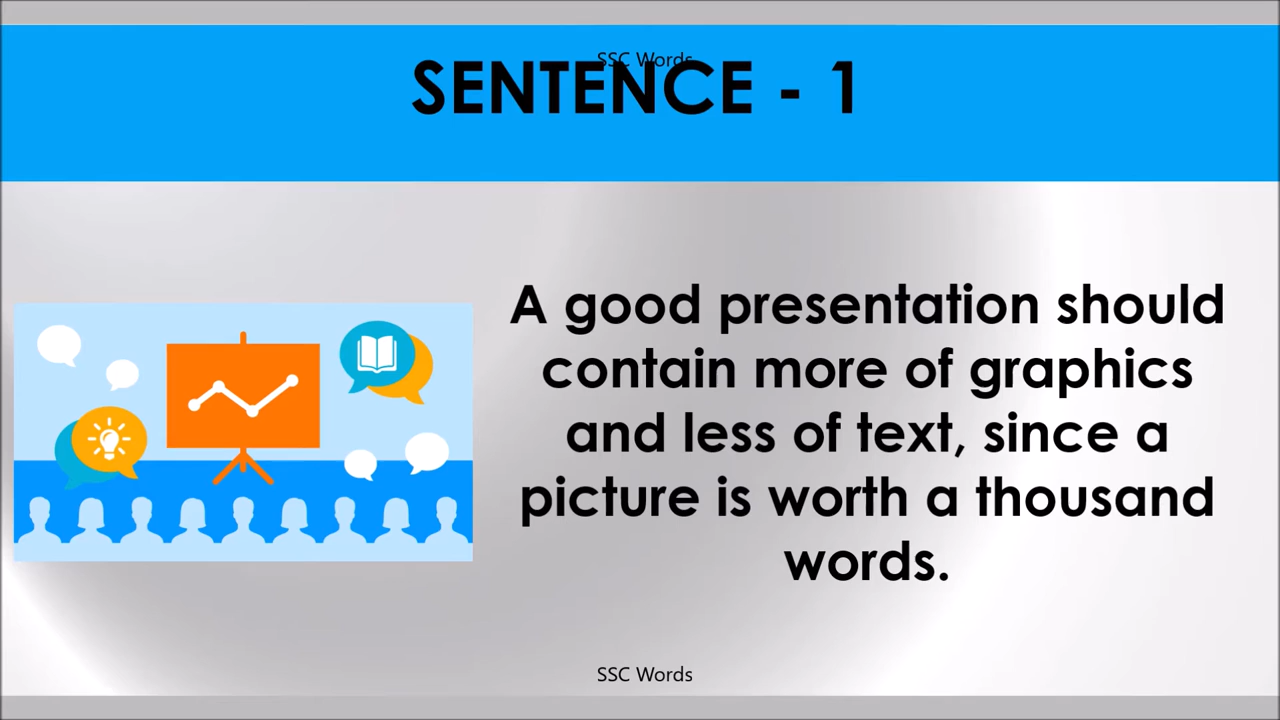 SSC Words
SENTENCE - 1
A good presentation should
contain more of graphics
and less of text, since a
picture is worth a thousand
words.
SSC Words